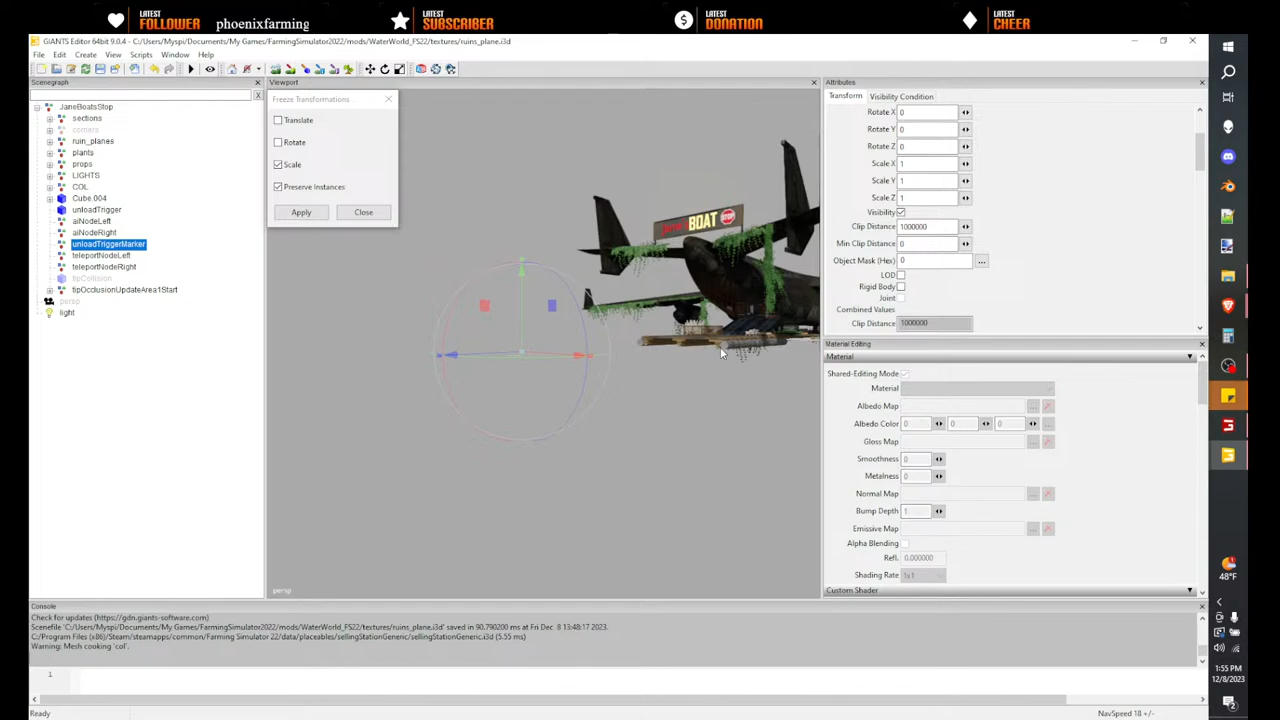 LATEST
FOLLOWER
phoenixfarming
LATEST
SUBSCRIBER
LATEST
DONATION
LATEST
CHEER
GIANTS Editor 64bit 9.0.4 - C:/Users/Myspi/Documents/My Games/FarmingSimulator2022/mods/WaterWorld_FS22/textures/ruins_plane.i3d
File Edit Create View Scripts Window Help
Scenegraph
X
JaneBoatsStop
sections
corners
ruin_planes
plants
props
LIGHTS
COL
Cube.004
unloadTrigger
aiNodeLeft
aiNodeRight
unloadTriggerMarker
teleportNodeLeft
teleportNodeRight
tipCollision
tipOcclusionUpdateArea1Start
persp
light
Viewport
Freeze Transformations
Translate
Rotate
Scale
Preserve Instances
Apply Close
BOAT
STOP
persp
Attributes
Transform Visibility Condition
Rotate X 0
Rotate Y 0
Rotate Z 0
Scale X 1
Scale Y 1
Scale Z 1
Visibility
Clip Distance 1000000
Min Clip Distance 0
Object Mask (Hex) 0 ...
LOD
Rigid Body
Joint
Combined Values
Clip Distance 1000000
Material Editing
Material
Shared-Editing Mode
Material
Albedo Map ...
Albedo Color 0 0 0 ...
Gloss Map ...
Smoothness 0
Metalness 0
Normal Map ...
Bump Depth 1
Emissive Map ...
Alpha Blending
Refl. 0.000000
Shading Rate 1x1
Custom Shader
Console
Check for updates (https://gdn.giants-software.com)
Scenefile 'C:/Users/Myspi/Documents/My Games/FarmingSimulator2022/mods/WaterWorld_FS22/textures/ruins_plane.i3d' saved in 90.790200 ms at Fri Dec 8 13:48:17 2023.
C:/Program Files (x86)/Steam/steamapps/common/Farming Simulator 22/data/placeables/sellingStationGeneric/sellingStationGeneric.i3d (5.55 ms)
Warning: Mesh cooking 'col'.
1
Ready
NavSpeed 18 +/-
48°F
1:55 PM
12/8/2023
2